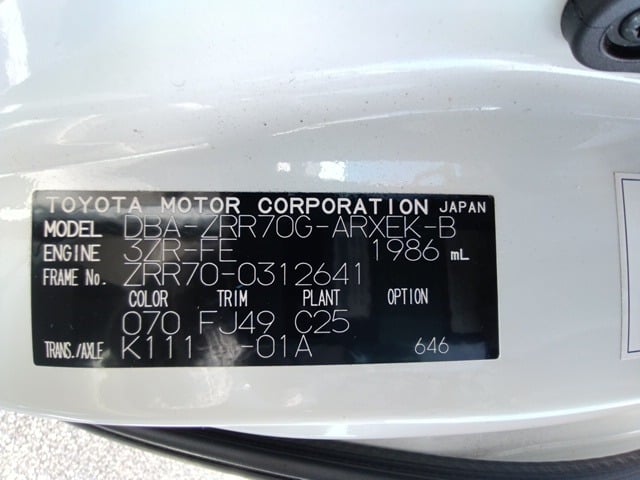 TOYOTA MOTOR CORPORATION JAPAN
MODEL DBA-ZRR70G-ARXEK-B
ENGINE 3ZR-FE 1986 mL
FRAME No. ZRR70-0312641
COLOR TRIM PLANT OPTION
070 FJ49 C25
TRANS./AXLE K111 -01A 646